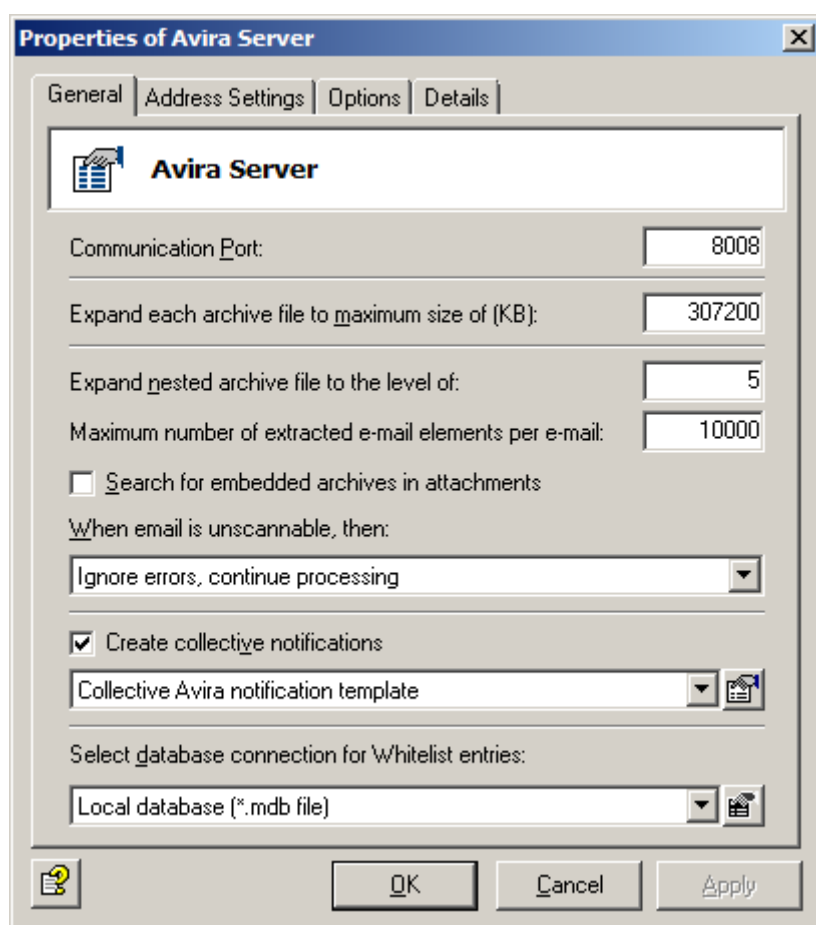 Properties of Avira Server
General Address Settings Options Details
Avira Server
Communication Port: 8008
Expand each archive file to maximum size of (KB): 307200
Expand nested archive file to the level of: 5
Maximum number of extracted e-mail elements per e-mail: 10000
Search for embedded archives in attachments
When email is unscannable, then:
Ignore errors, continue processing
Create collective notifications
Collective Avira notification template
Select database connection for Whitelist entries:
Local database (*.mdb file)
OK Cancel Apply